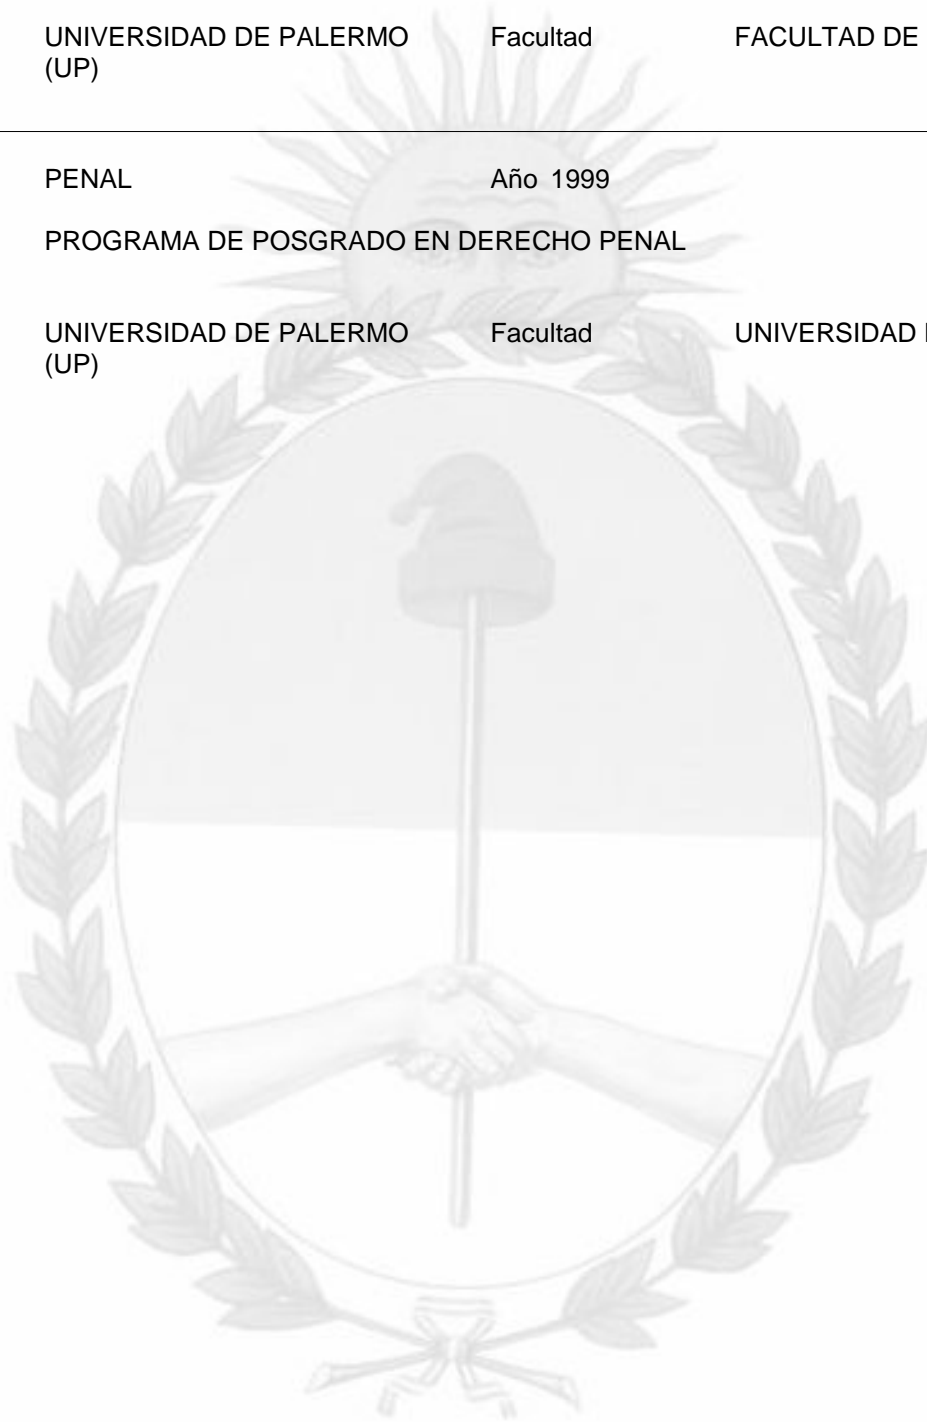 UNIVERSIDAD DE PALERMO Facultad FACULTAD DE
(UP)
PENAL Año 1999
PROGRAMA DE POSGRADO EN DERECHO PENAL
UNIVERSIDAD DE PALERMO Facultad UNIVERSIDAD
(UP)